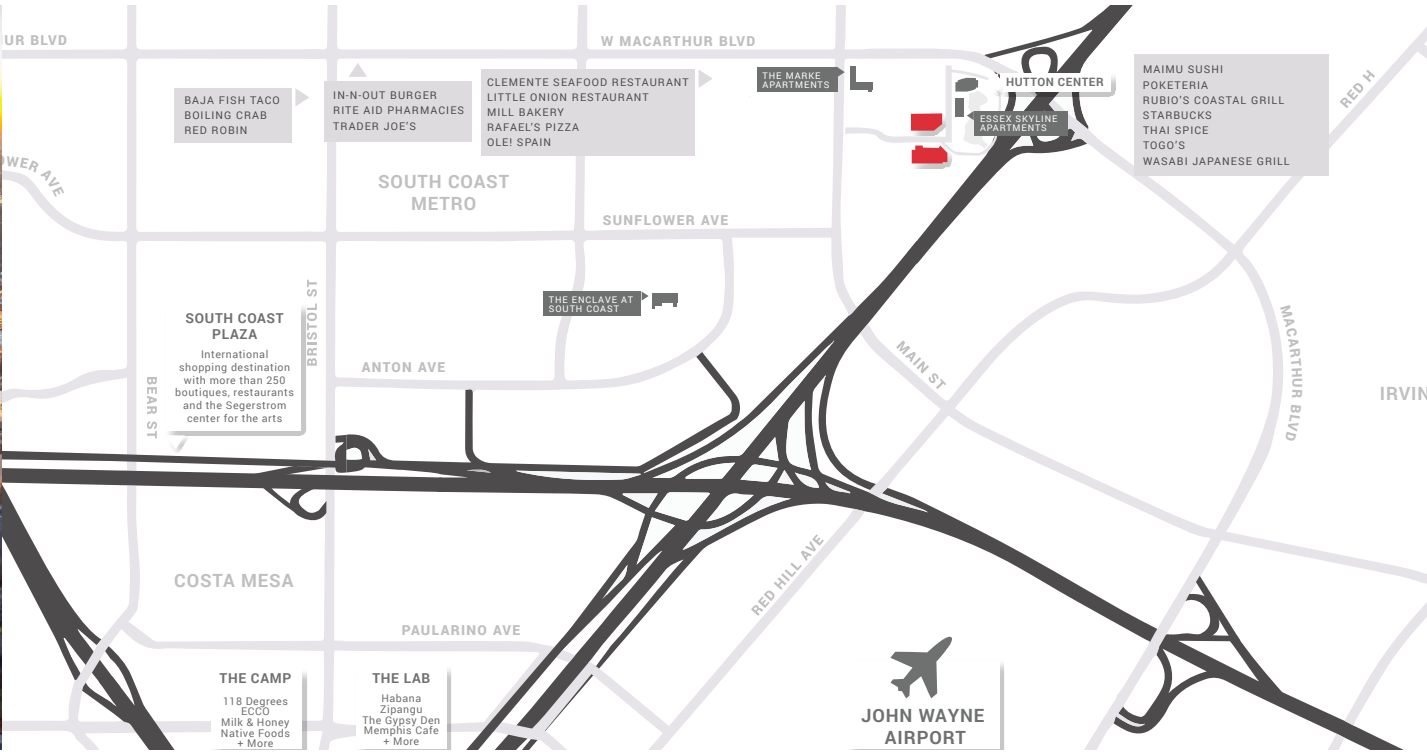 UR BLVD
W MACARTHUR BLVD
BAJA FISH TACO
BOILING CRAB
RED ROBIN
IN-N-OUT BURGER
RITE AID PHARMACIES
TRADER JOE'S
CLEMENTE SEAFOOD RESTAURANT
LITTLE ONION RESTAURANT
MILL BAKERY
RAFAEL'S PIZZA
OLE! SPAIN
THE MARKE
APARTMENTS
HUTTON CENTER
ESSEX SKYLINE
APARTMENTS
MAIMU SUSHI
POKETERIA
RUBIO'S COASTAL GRILL
STARBUCKS
THAI SPICE
TOGO'S
WASABI JAPANESE GRILL
RED H
OWER AVE
SOUTH COAST
METRO
SUNFLOWER AVE
THE ENCLAVE AT
SOUTH COAST
SOUTH COAST
PLAZA
International
shopping destination
with more than 250
boutiques, restaurants
and the Segerstrom
center for the arts
BRISTOL ST
BEAR ST
ANTON AVE
MAIN ST
MACARTHUR BLVD
IRVIN
COSTA MESA
RED HILL AVE
PAULARINO AVE
THE CAMP
118 Degrees
ECCO
Milk & Honey
Native Foods
+ More
THE LAB
Habana
Zipangu
The Gypsy Den
Memphis Cafe
+ More
JOHN WAYNE
AIRPORT